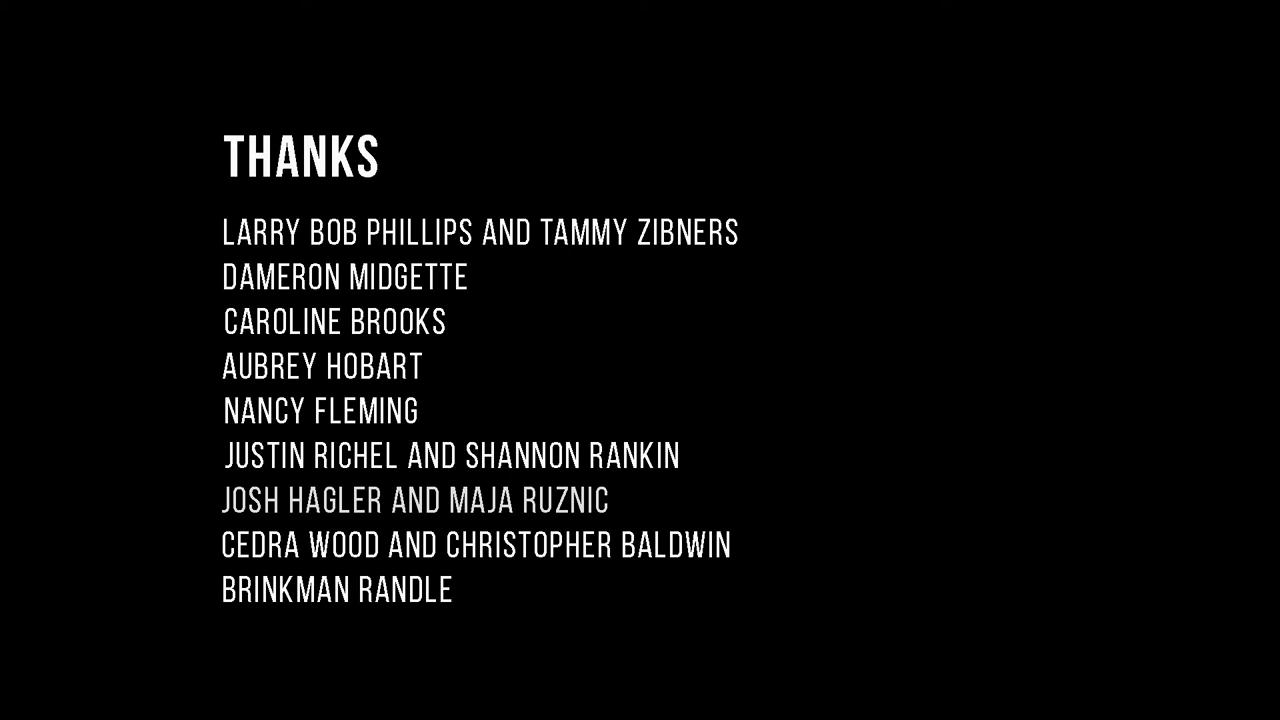 THANKS
LARRY BOB PHILLIPS AND TAMMY ZIBNERS
DAMERON MIDGETTE
CAROLINE BROOKS
AUBREY HOBART
NANCY FLEMING
JUSTIN RICHEL AND SHANNON RANKIN
JOSH HAGLER AND MAJA RUZNIC
CEDRA WOOD AND CHRISTOPHER BALDWIN
BRINKMAN RANDLE